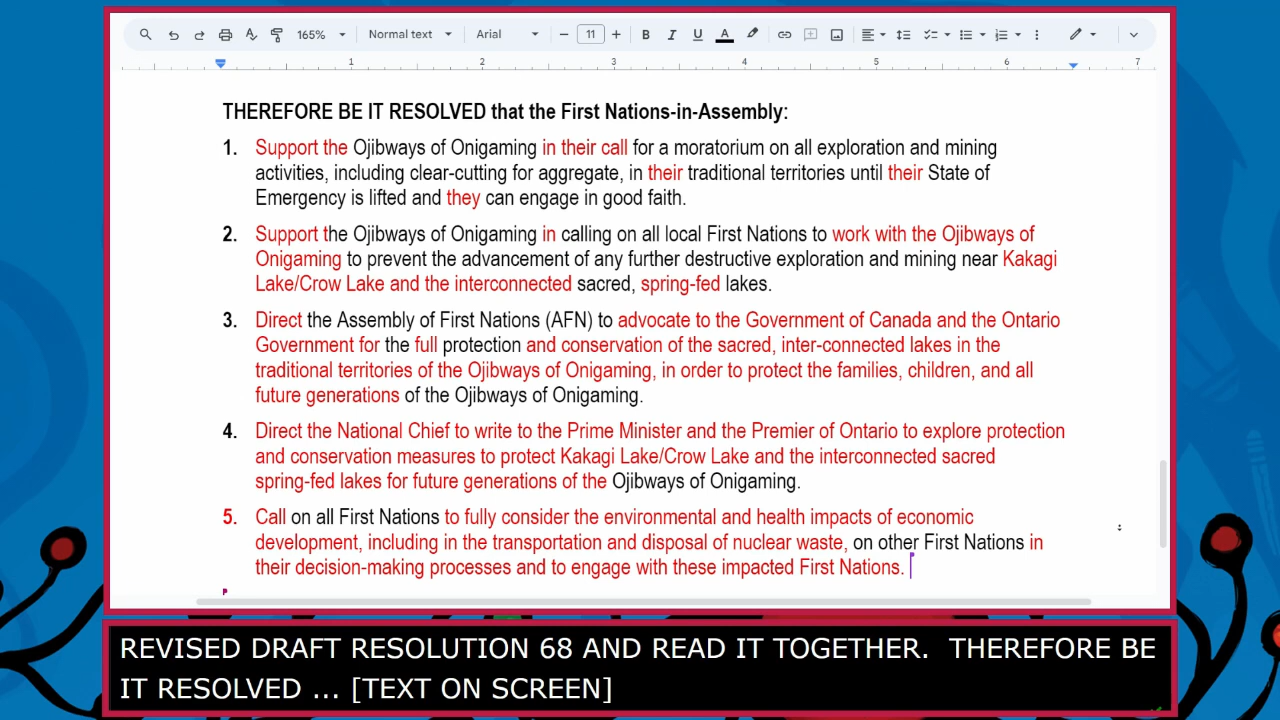 165% Normal text Arial 11 B I U A
1 2 3 4 5 6 7
THEREFORE BE IT RESOLVED that the First Nations-in-Assembly:
1. Support the Ojibways of Onigaming in their call for a moratorium on all exploration and mining
activities, including clear-cutting for aggregate, in their traditional territories until their State of
Emergency is lifted and they can engage in good faith.
2. Support the Ojibways of Onigaming in calling on all local First Nations to work with the Ojibways of
Onigaming to prevent the advancement of any further destructive exploration and mining near Kakagi
Lake/Crow Lake and the interconnected sacred, spring-fed lakes.
3. Direct the Assembly of First Nations (AFN) to advocate to the Government of Canada and the Ontario
Government for the full protection and conservation of the sacred, inter-connected lakes in the
traditional territories of the Ojibways of Onigaming, in order to protect the families, children, and all
future generations of the Ojibways of Onigaming.
4. Direct the National Chief to write to the Prime Minister and the Premier of Ontario to explore protection
and conservation measures to protect Kakagi Lake/Crow Lake and the interconnected sacred
spring-fed lakes for future generations of the Ojibways of Onigaming.
5. Call on all First Nations to fully consider the environmental and health impacts of economic
development, including in the transportation and disposal of nuclear waste, on other First Nations in
their decision-making processes and to engage with these impacted First Nations.
REVISED DRAFT RESOLUTION 68 AND READ IT TOGETHER. THEREFORE BE
IT RESOLVED ... [TEXT ON SCREEN]